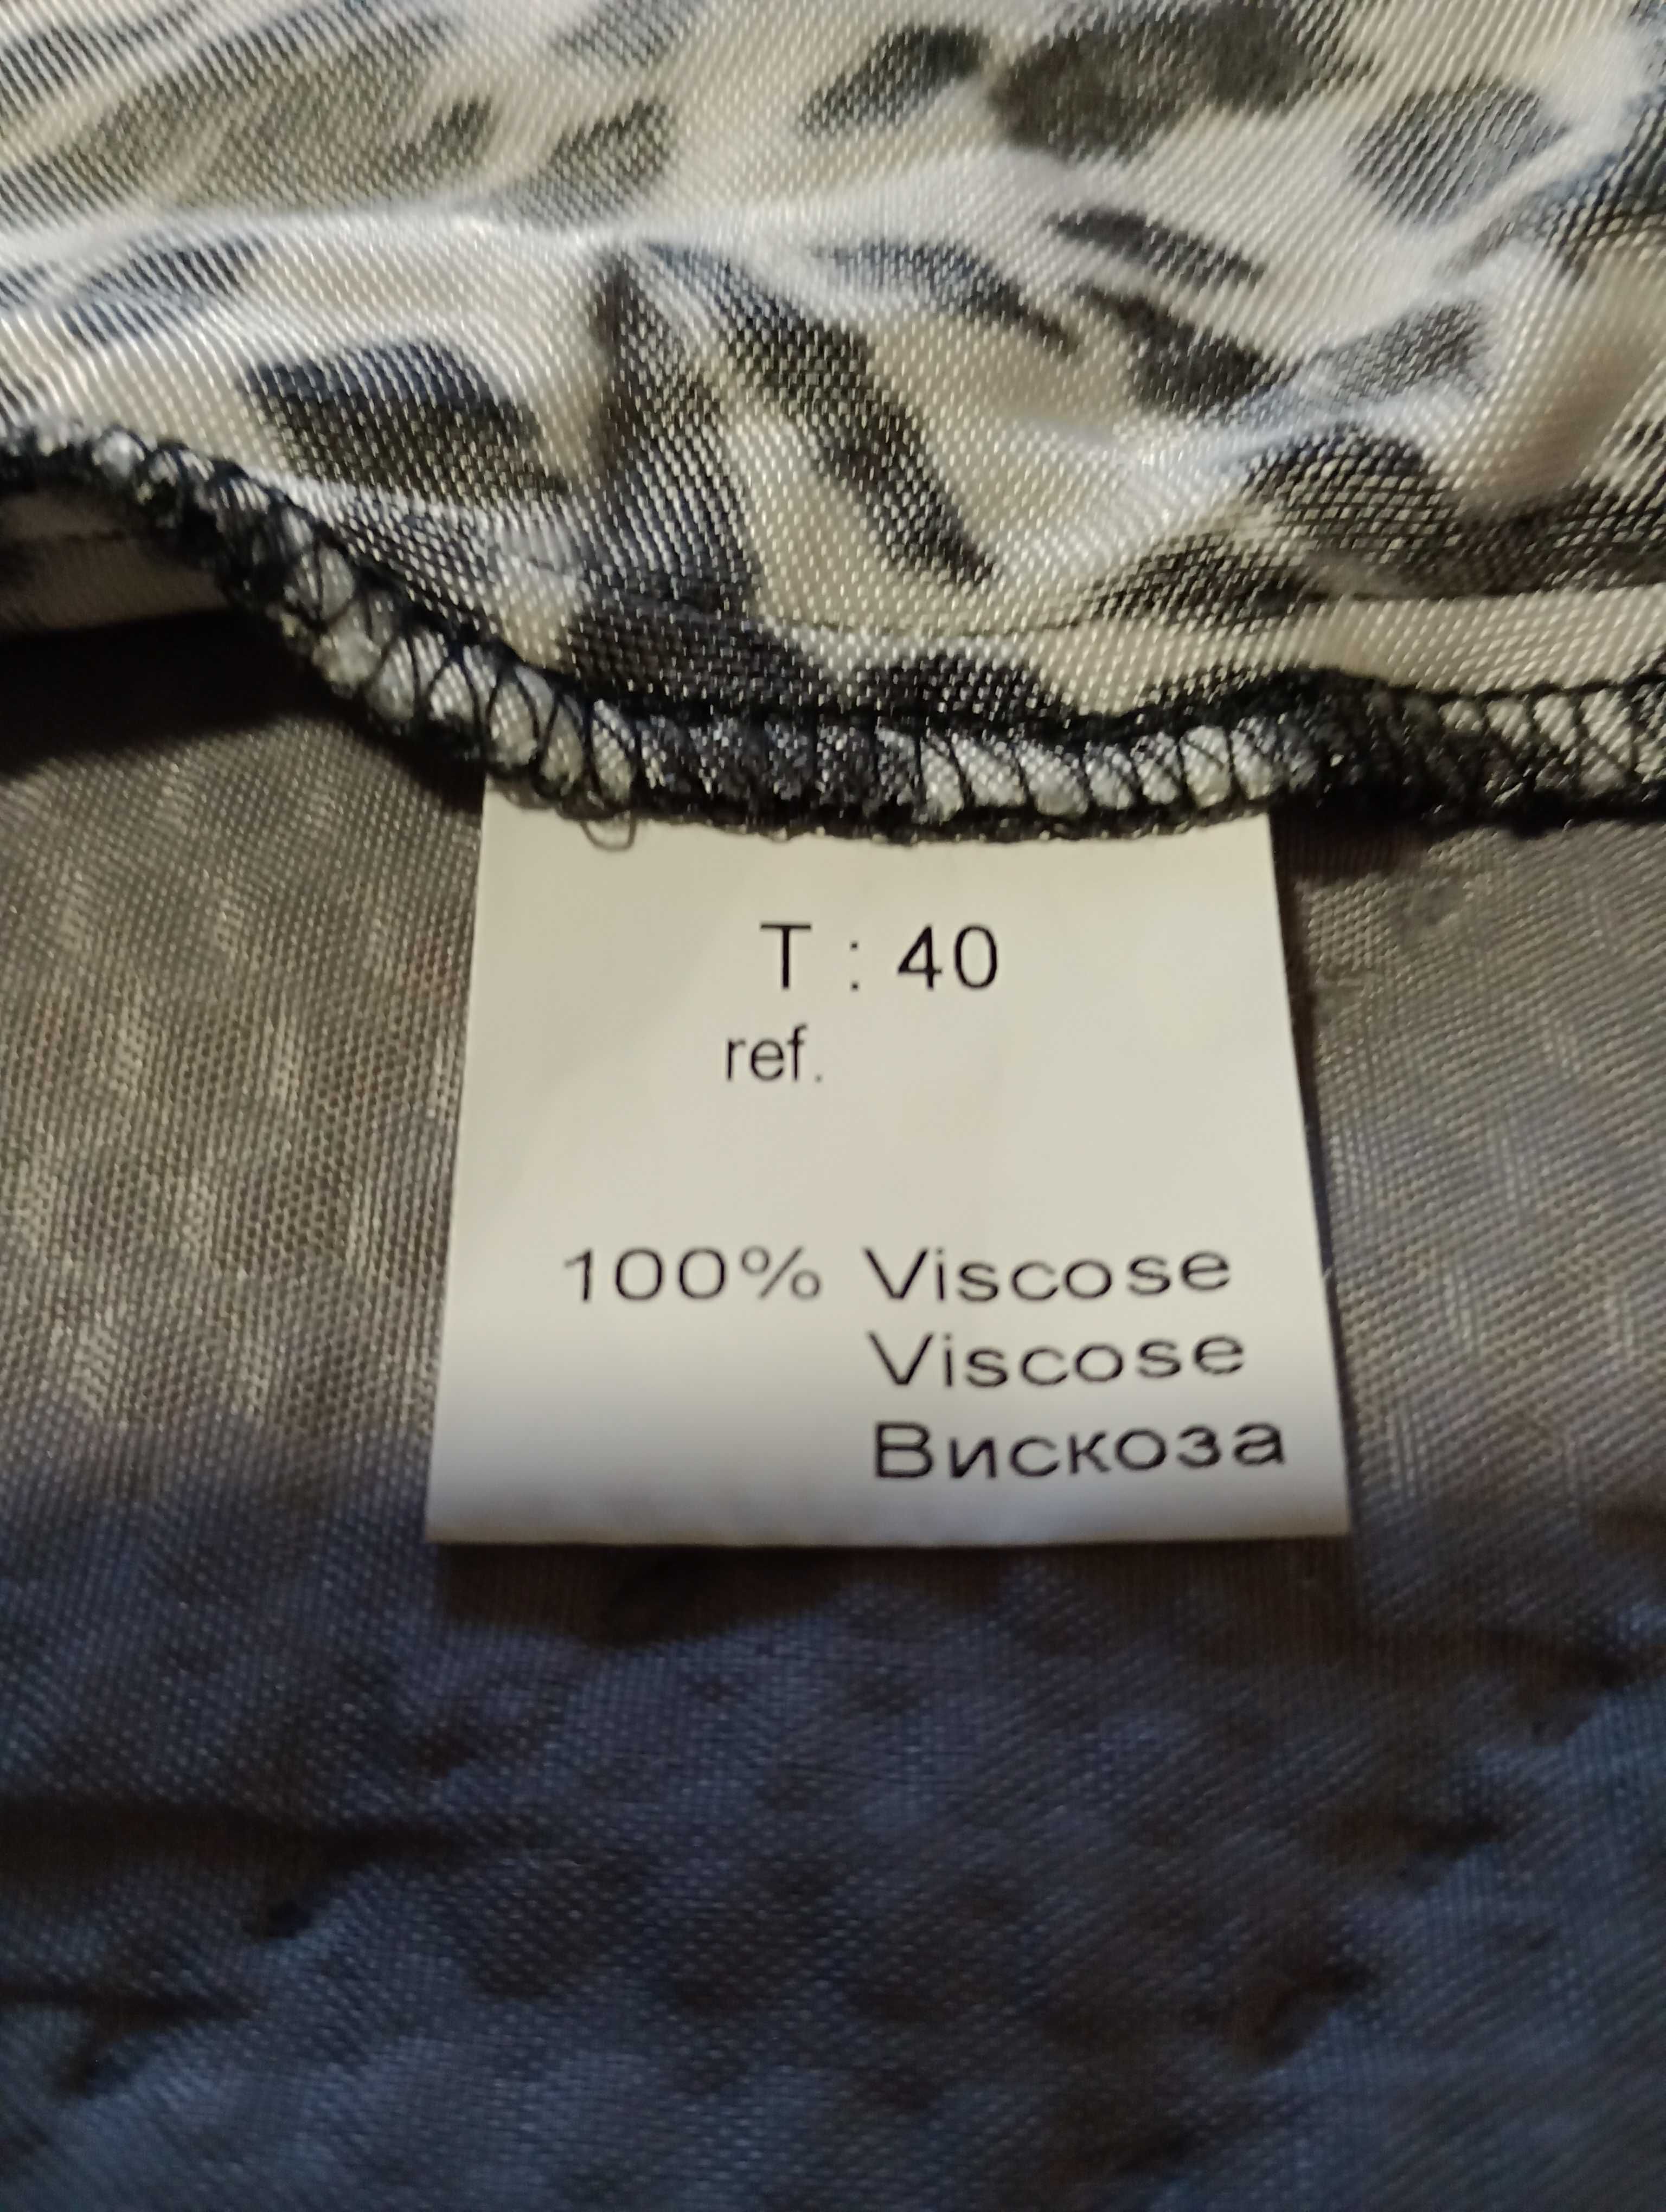 T : 40
ref.
100% Viscose
Viscose
Вискоза